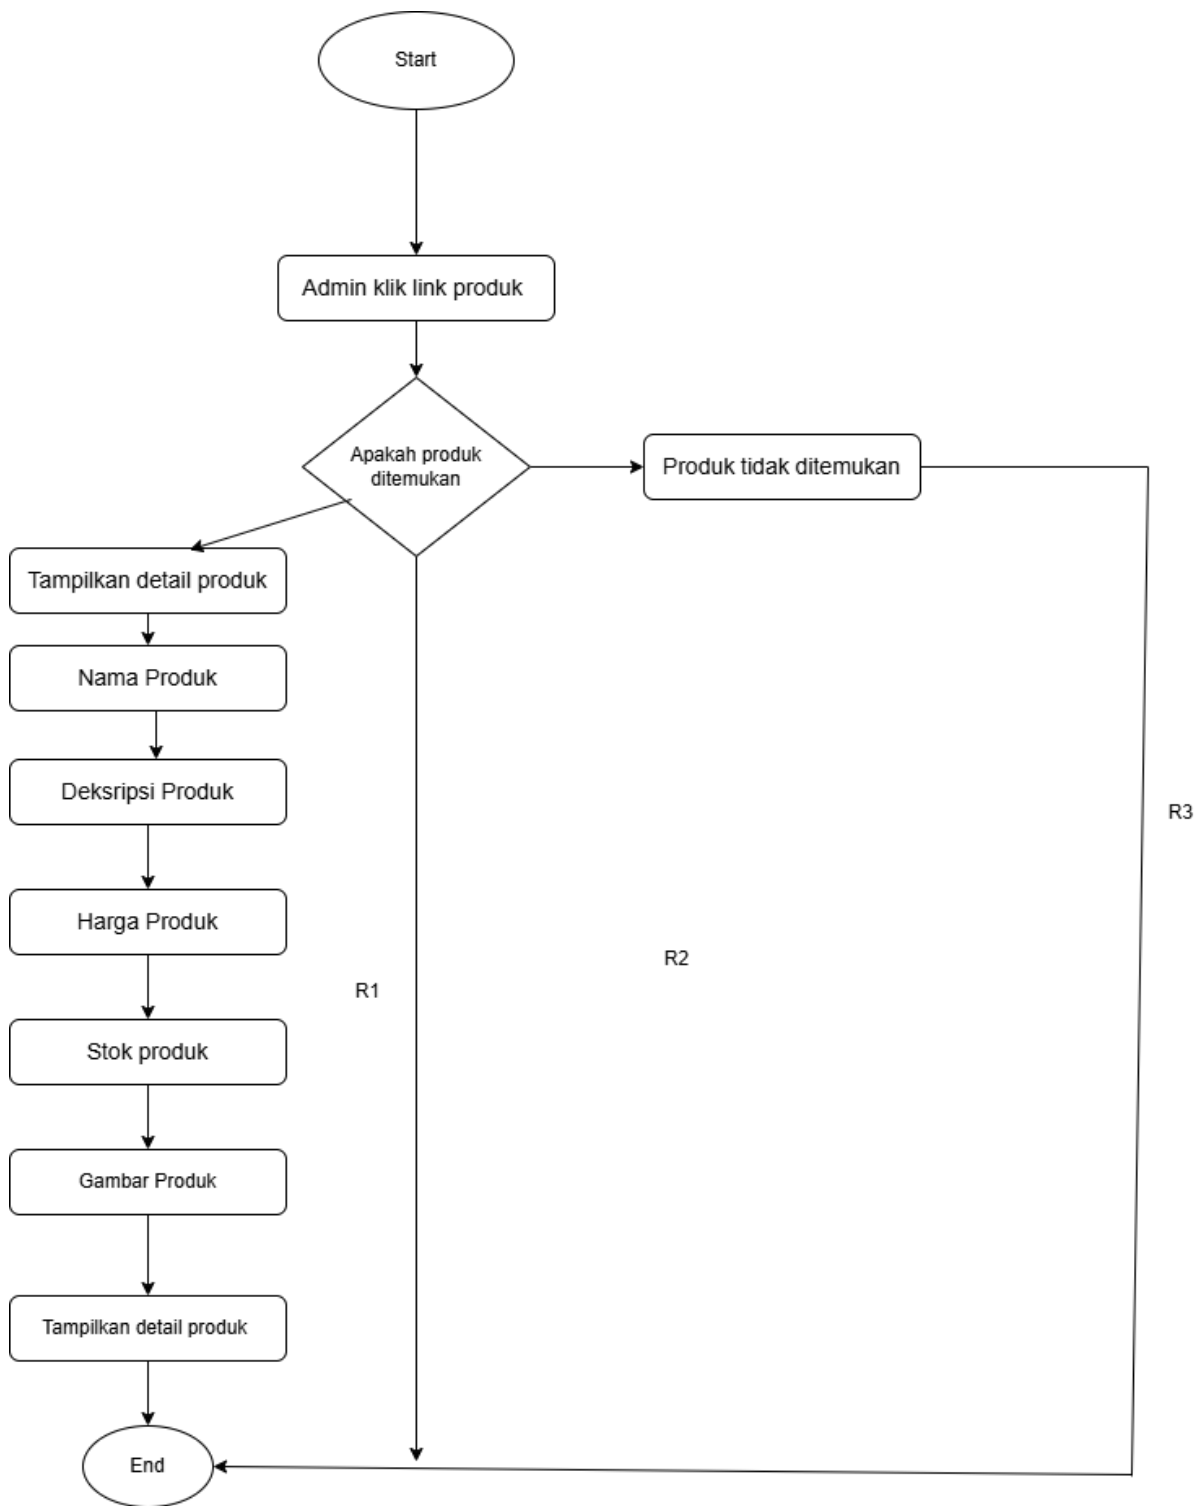 Start
Admin klik link produk
Apakah produk
ditemukan
Produk tidak ditemukan
Tampilkan detail produk
Nama Produk
Deksripsi Produk
Harga Produk
Stok produk
Gambar Produk
Tampilkan detail produk
End
R1
R2
R3